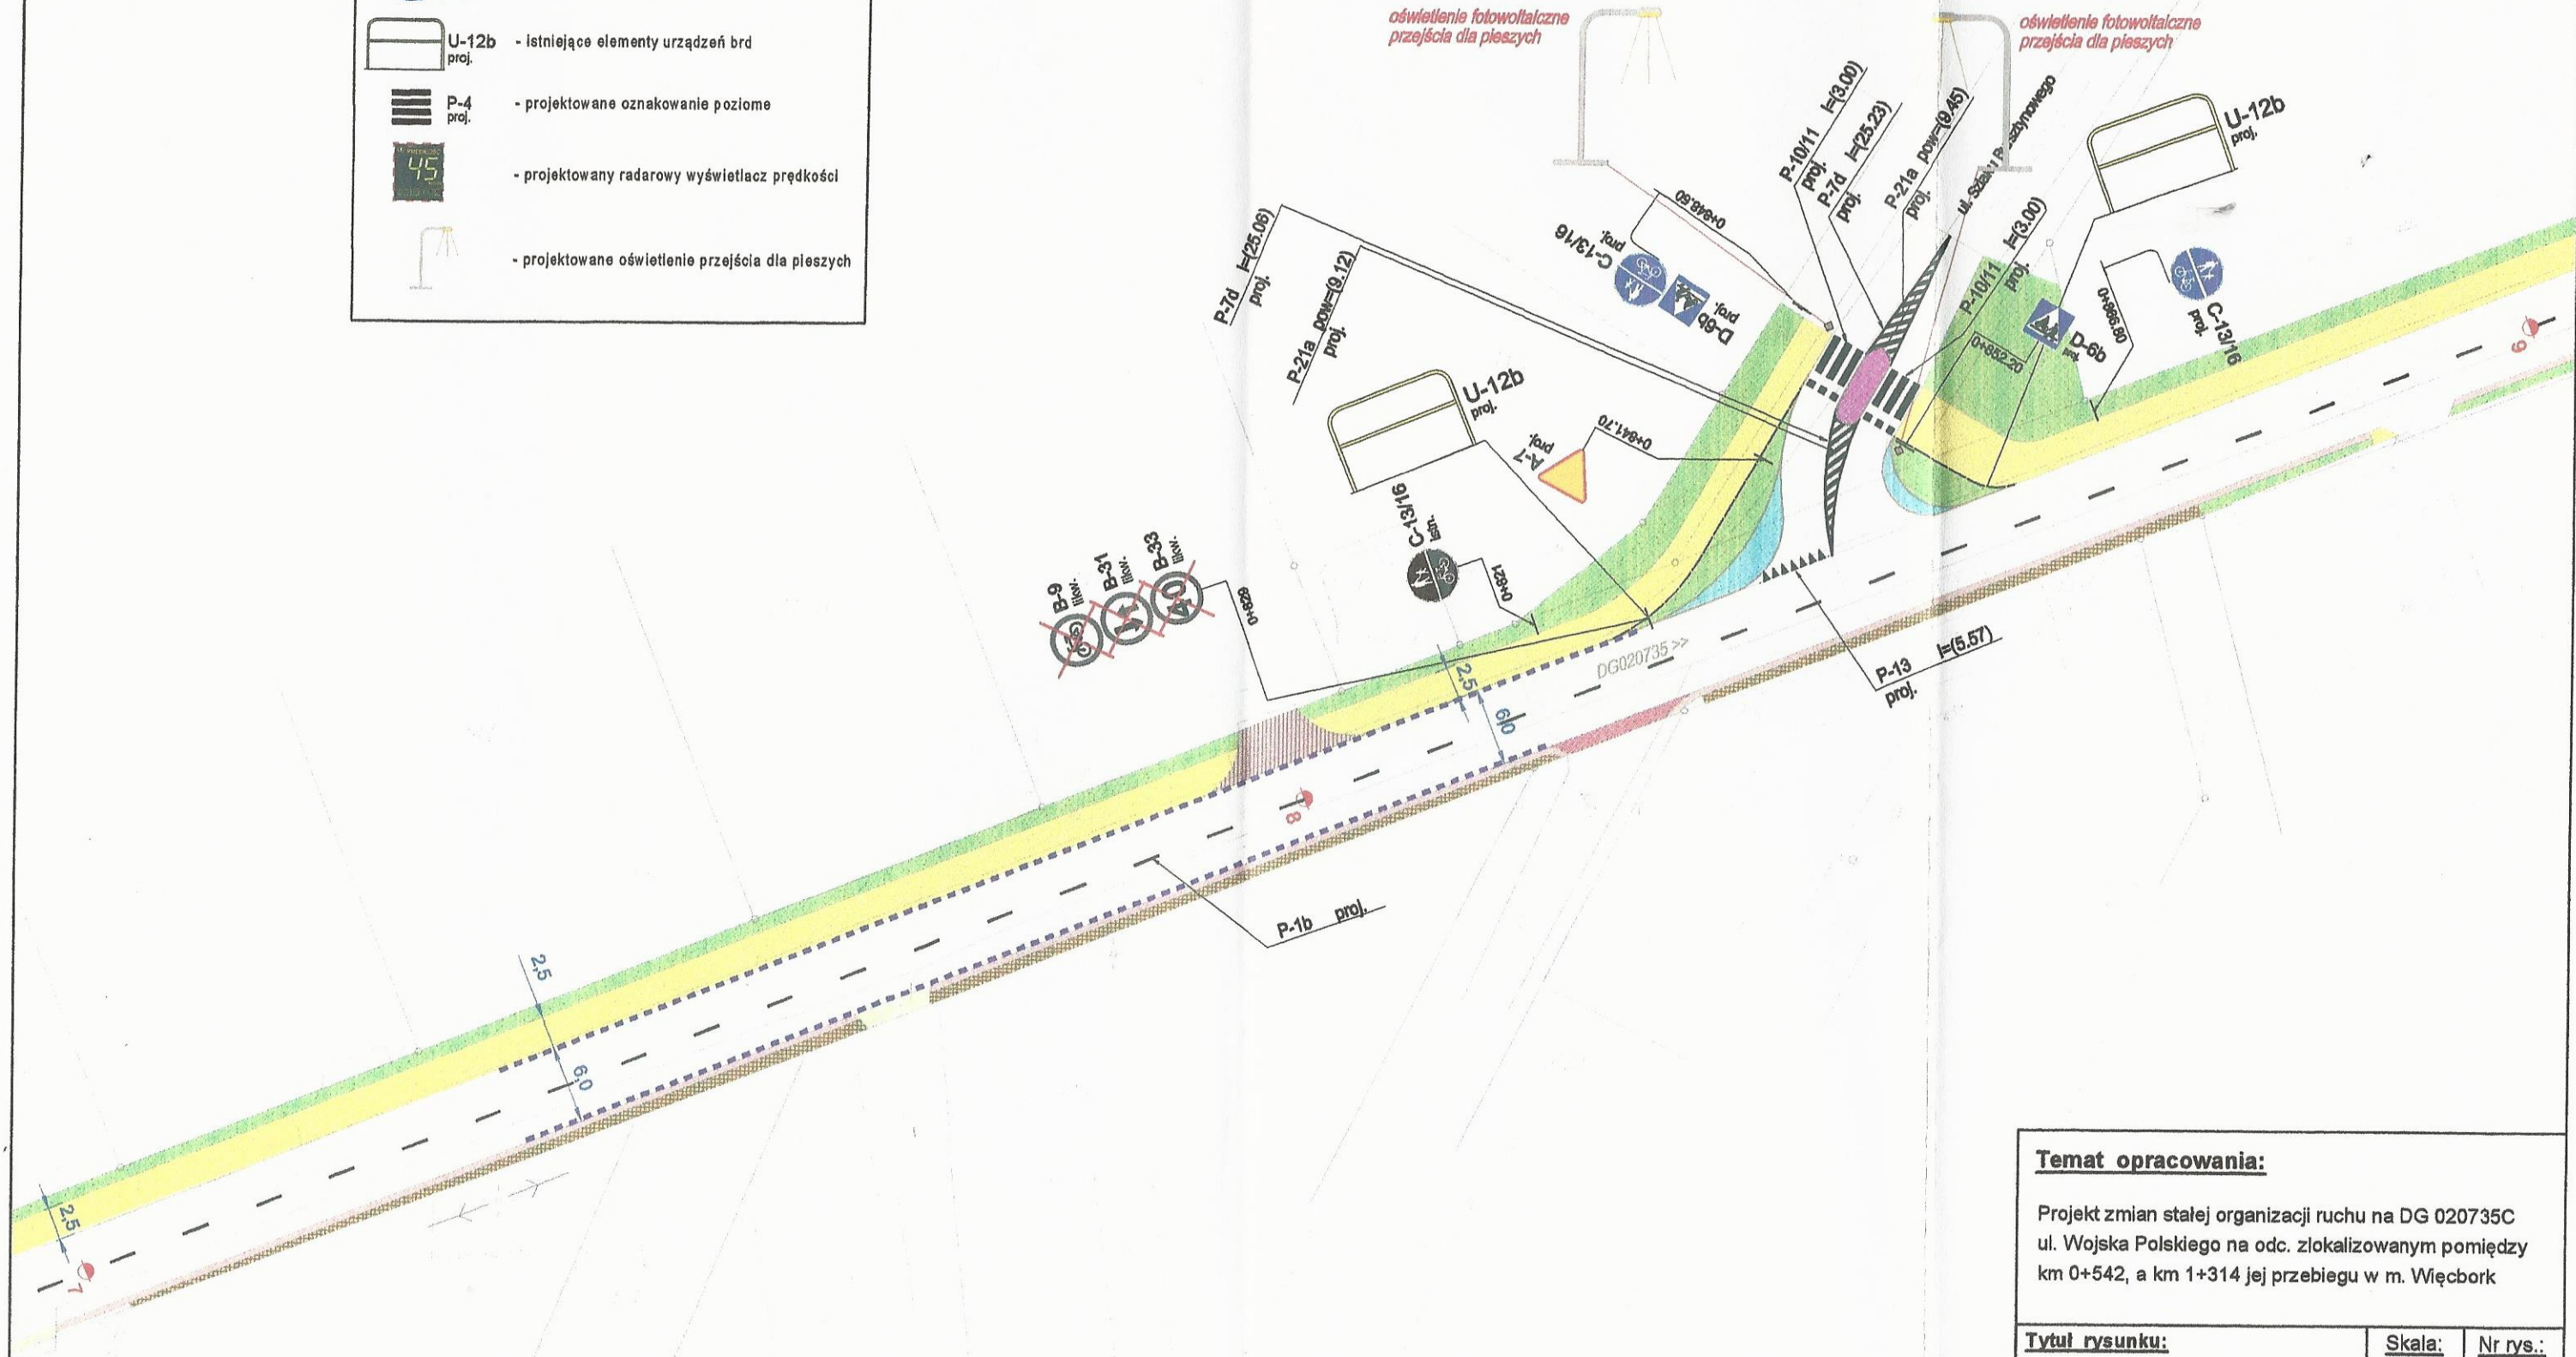 U-12b
proj.
- istniejące elementy urządzeń brd
P-4
proj.
- projektowane oznakowanie poziome
45
- projektowany radarowy wyświetlacz prędkości
- projektowane oświetlenie przejścia dla pieszych
oświetlenie fotowoltaiczne
przejścia dla pieszych
oświetlenie fotowoltaiczne
przejścia dla pieszych
P-10/11 l=(3.00)
proj.
P-7d l=(25.23)
proj.
P-21a pow=(9.45)
proj.
ul. Szlaku
U-12b
proj.
P-7d l=(25.06)
proj.
P-21a pow=(9.12)
proj.
0+848.60
C-13/16
proj.
D-6b
proj.
P-10/11 l=(3.00)
proj.
0+852.20
D-6b
proj.
0+866.80
C-13/16
proj.
U-12b
proj.
A-7
proj.
0+841.70
C-13/16
istn.
0+821
B-9
likw.
B-31
likw.
B-33
likw.
40
0+829
DG020735 >>
P-13 l=(5.57)
proj.
2,5
6,0
9
8
P-1b proj.
2,5
6,0
2,5
7
Temat opracowania:
Projekt zmian stałej organizacji ruchu na DG 020735C
ul. Wojska Polskiego na odc. zlokalizowanym pomiędzy
km 0+542, a km 1+314 jej przebiegu w m. Więcbork
Tytuł rysunku:
Skala:
Nr rys.: